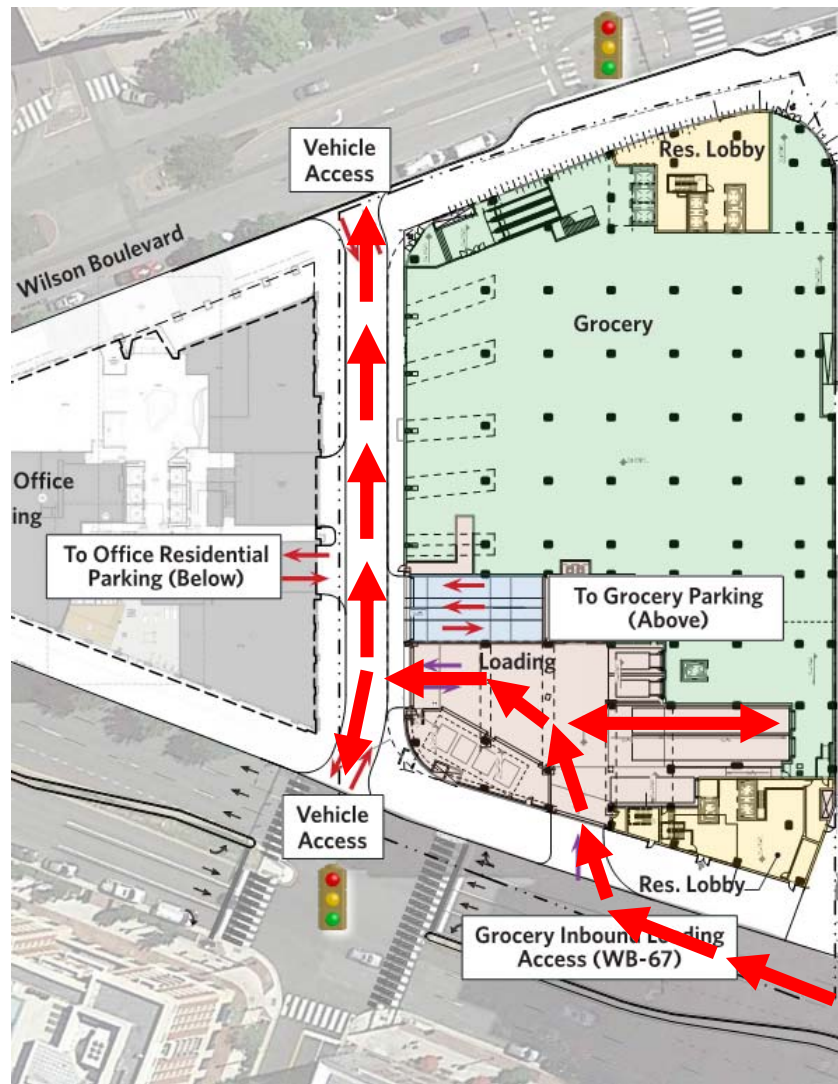 Vehicle
Access
Res. Lobby
Wilson Boulevard
Grocery
Office
ing
To Office Residential
Parking (Below)
To Grocery Parking
(Above)
Loading
Vehicle
Access
Res. Lobby
Grocery Inbound Loading
Access (WB-67)